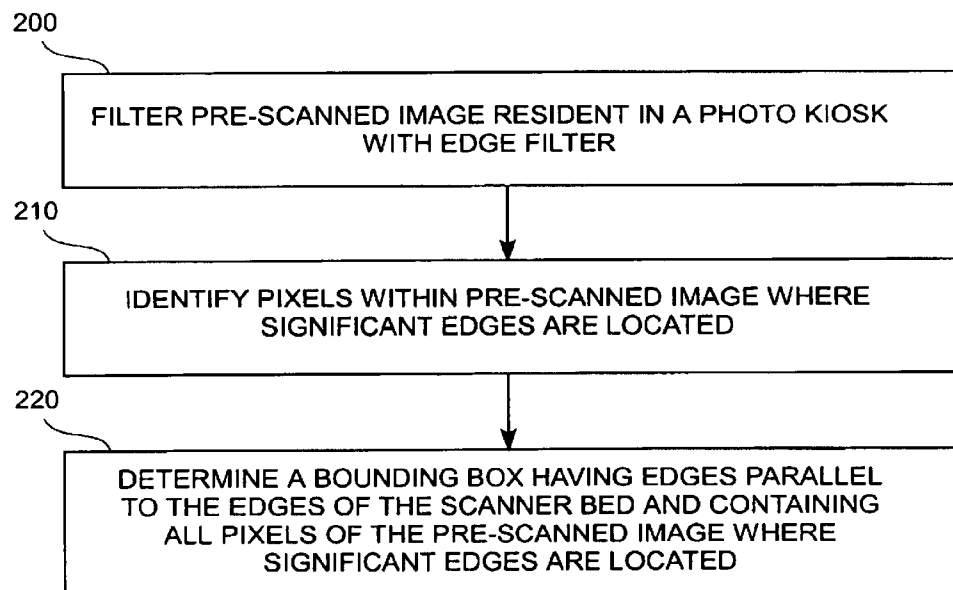 200
FILTER PRE-SCANNED IMAGE RESIDENT IN A PHOTO KIOSK
WITH EDGE FILTER
210
IDENTIFY PIXELS WITHIN PRE-SCANNED IMAGE WHERE
SIGNIFICANT EDGES ARE LOCATED
220
DETERMINE A BOUNDING BOX HAVING EDGES PARALLEL
TO THE EDGES OF THE SCANNER BED AND CONTAINING
ALL PIXELS OF THE PRE-SCANNED IMAGE WHERE
SIGNIFICANT EDGES ARE LOCATED